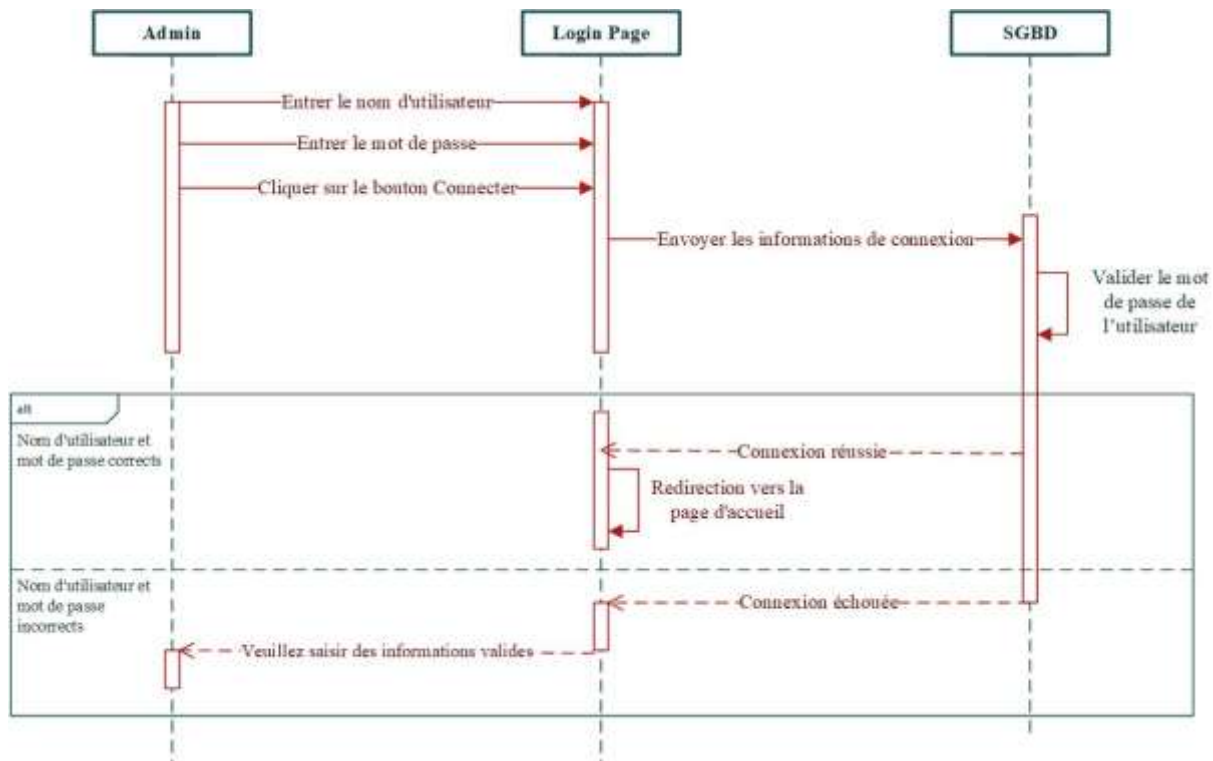 Admin
Login Page
SGBD
Entrer le nom d'utilisateur
Entrer le mot de passe
Cliquer sur le bouton Connecter
Envoyer les informations de connexion
Valider le mot
de passe de
l'utilisateur
alt
Nom d'utilisateur et
mot de passe corrects
Connexion réussie
Redirection vers la
page d'accueil
Nom d'utilisateur et
mot de passe
incorrects
Connexion échouée
Veuillez saisir des informations valides